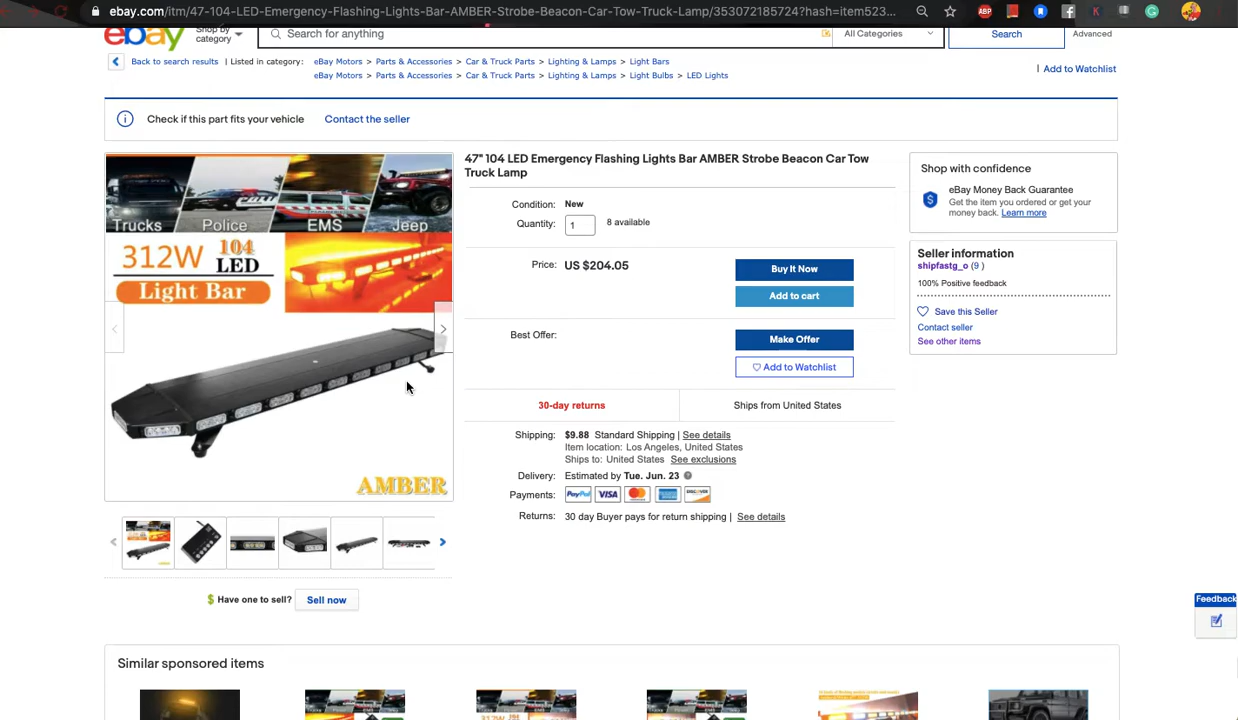 ebay.com/itm/47-104-LED-Emergency-Flashing-Lights-Bar-AMBER-Strobe-Beacon-Car-Tow-Truck-Lamp/353072185724?hash=item523...
ABP
K
G
ebay
Shop by
category
Search for anything
All Categories
Search
Advanced
Back to search results | Listed in category:
eBay Motors > Parts & Accessories > Car & Truck Parts > Lighting & Lamps > Light Bars
eBay Motors > Parts & Accessories > Car & Truck Parts > Lighting & Lamps > Light Bulbs > LED Lights
| Add to Watchlist
Check if this part fits your vehicle Contact the seller
Trucks Police EMS Jeep
312W 104 LED
Light Bar
AMBER
47" 104 LED Emergency Flashing Lights Bar AMBER Strobe Beacon Car Tow
Truck Lamp
Condition: New
Quantity: 1 8 available
Price: US $204.05
Buy It Now
Add to cart
Best Offer:
Make Offer
Add to Watchlist
30-day returns
Ships from United States
Shipping: $9.88 Standard Shipping | See details
Item location: Los Angeles, United States
Ships to: United States See exclusions
Delivery: Estimated by Tue. Jun. 23
Payments: PayPal VISA
DISCOVER
Returns: 30 day Buyer pays for return shipping | See details
Shop with confidence
eBay Money Back Guarantee
Get the item you ordered or get your
money back. Learn more
Seller information
shipfastg_o (9 )
100% Positive feedback
Save this Seller
Contact seller
See other items
Have one to sell? Sell now
Feedback
Similar sponsored items